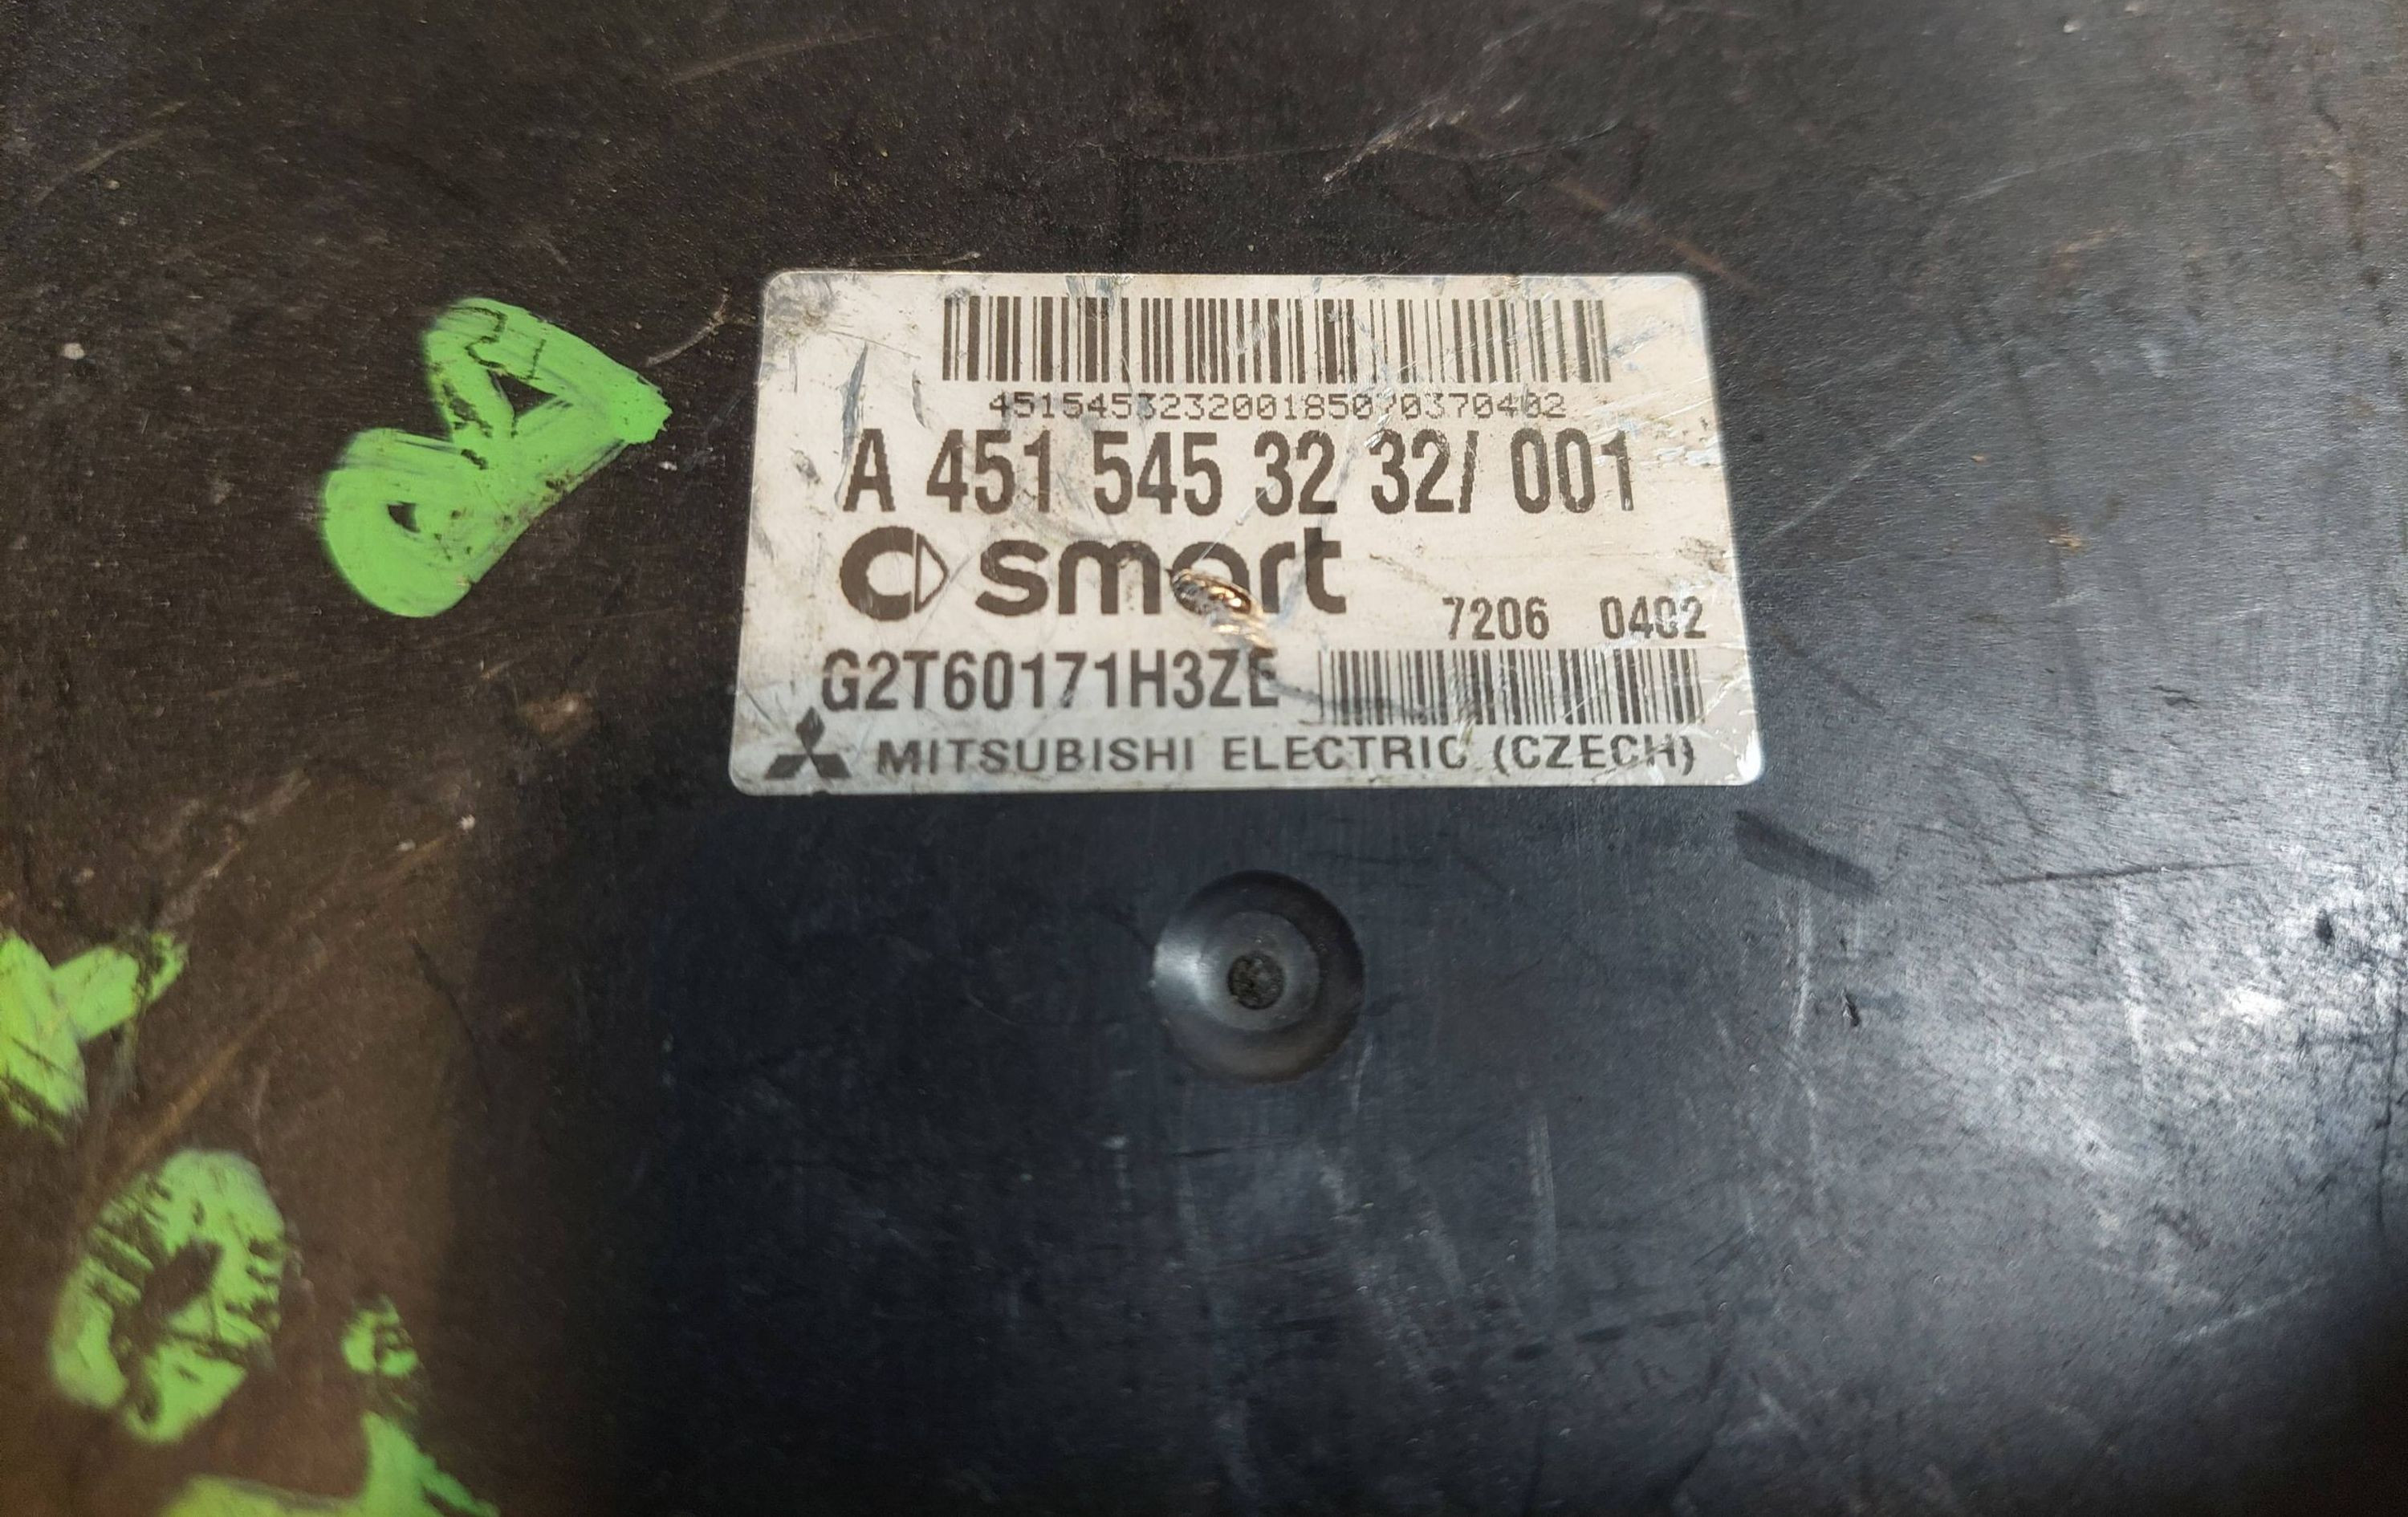 451545323200185070370402
A 451 545 32 32/ 001
smart
7206 0402
G2T60171H3ZE
MITSUBISHI ELECTRIC (CZECH)